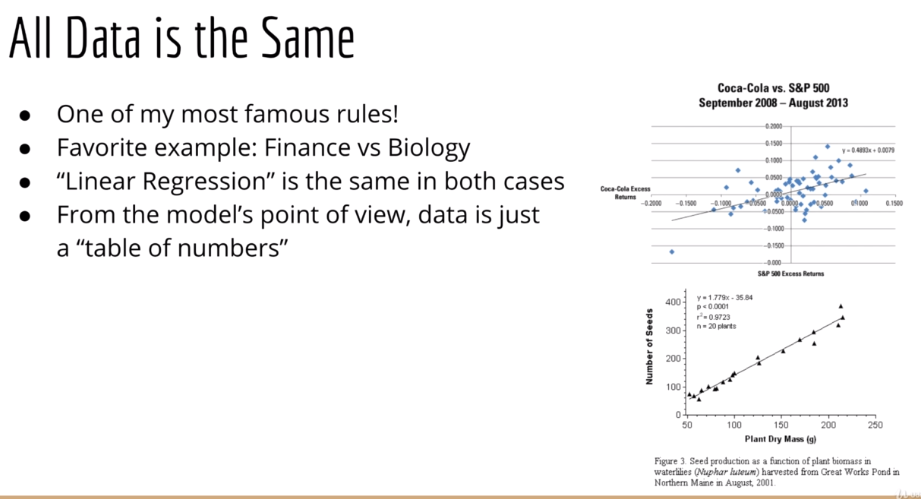 All Data is the Same
● One of my most famous rules!
● Favorite example: Finance vs Biology
● “Linear Regression” is the same in both cases
● From the model’s point of view, data is just
a “table of numbers”
Coca-Cola vs. S&P 500
September 2008 – August 2013
0.2000
0.1500
y = 0.4893x + 0.0079
0.1000
0.0500
Coca-Cola Excess
Returns
0.0000
-0.2000 -0.1500 -0.1000 -0.0500 0.0000 0.0500 0.1000 0.1500
-0.0500
-0.1000
-0.1500
S&P 500 Excess Returns
y = 1.779x - 35.84
p < 0.0001
r²= 0.9723
n = 20 plants
Number of Seeds
400
300
200
100
0
50 100 150 200 250
Plant Dry Mass (g)
Figure 3. Seed production as a function of plant biomass in
waterlilies (Nuphar luteum) harvested from Great Works Pond in
Northern Maine in August, 2001.